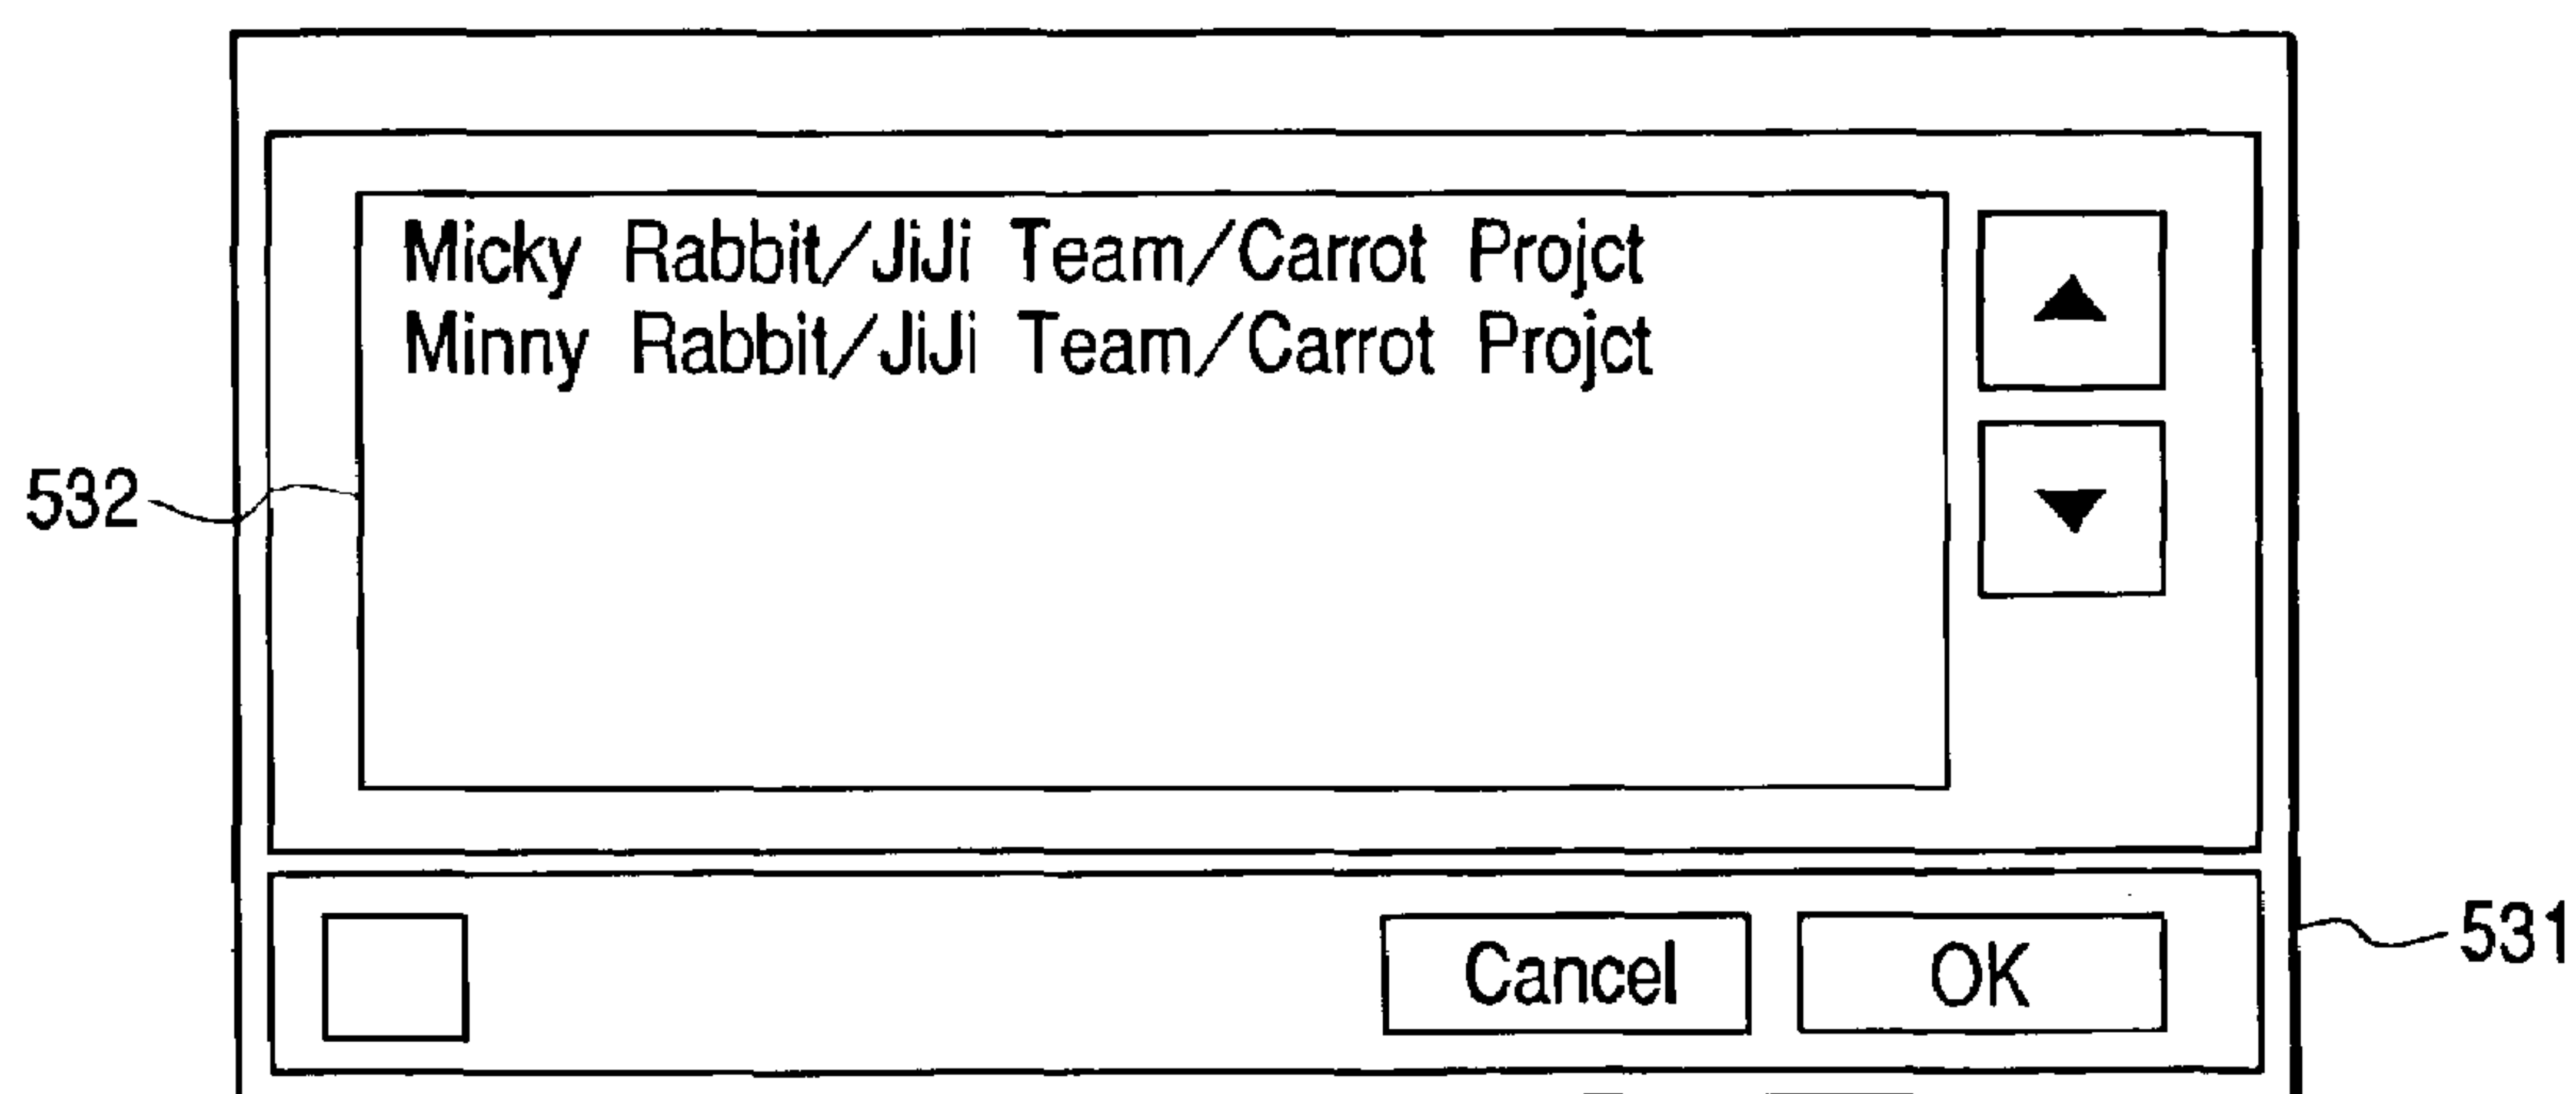 Micky Rabbit/JiJi Team/Carrot Projct
Minny Rabbit/JiJi Team/Carrot Projct
532
Cancel OK
531